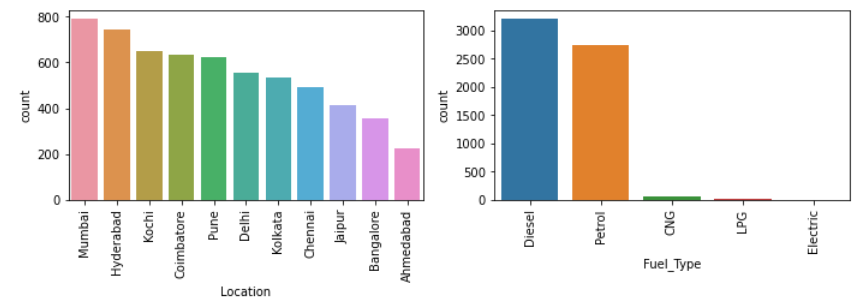 800
600
400
200
0
count
Mumbai
Hyderabad
Kochi
Coimbatore
Pune
Delhi
Kolkata
Chennai
Jaipur
Bangalore
Ahmedabad
Location
3000
2500
2000
1500
1000
500
0
count
Diesel
Petrol
CNG
LPG
Electric
Fuel_Type